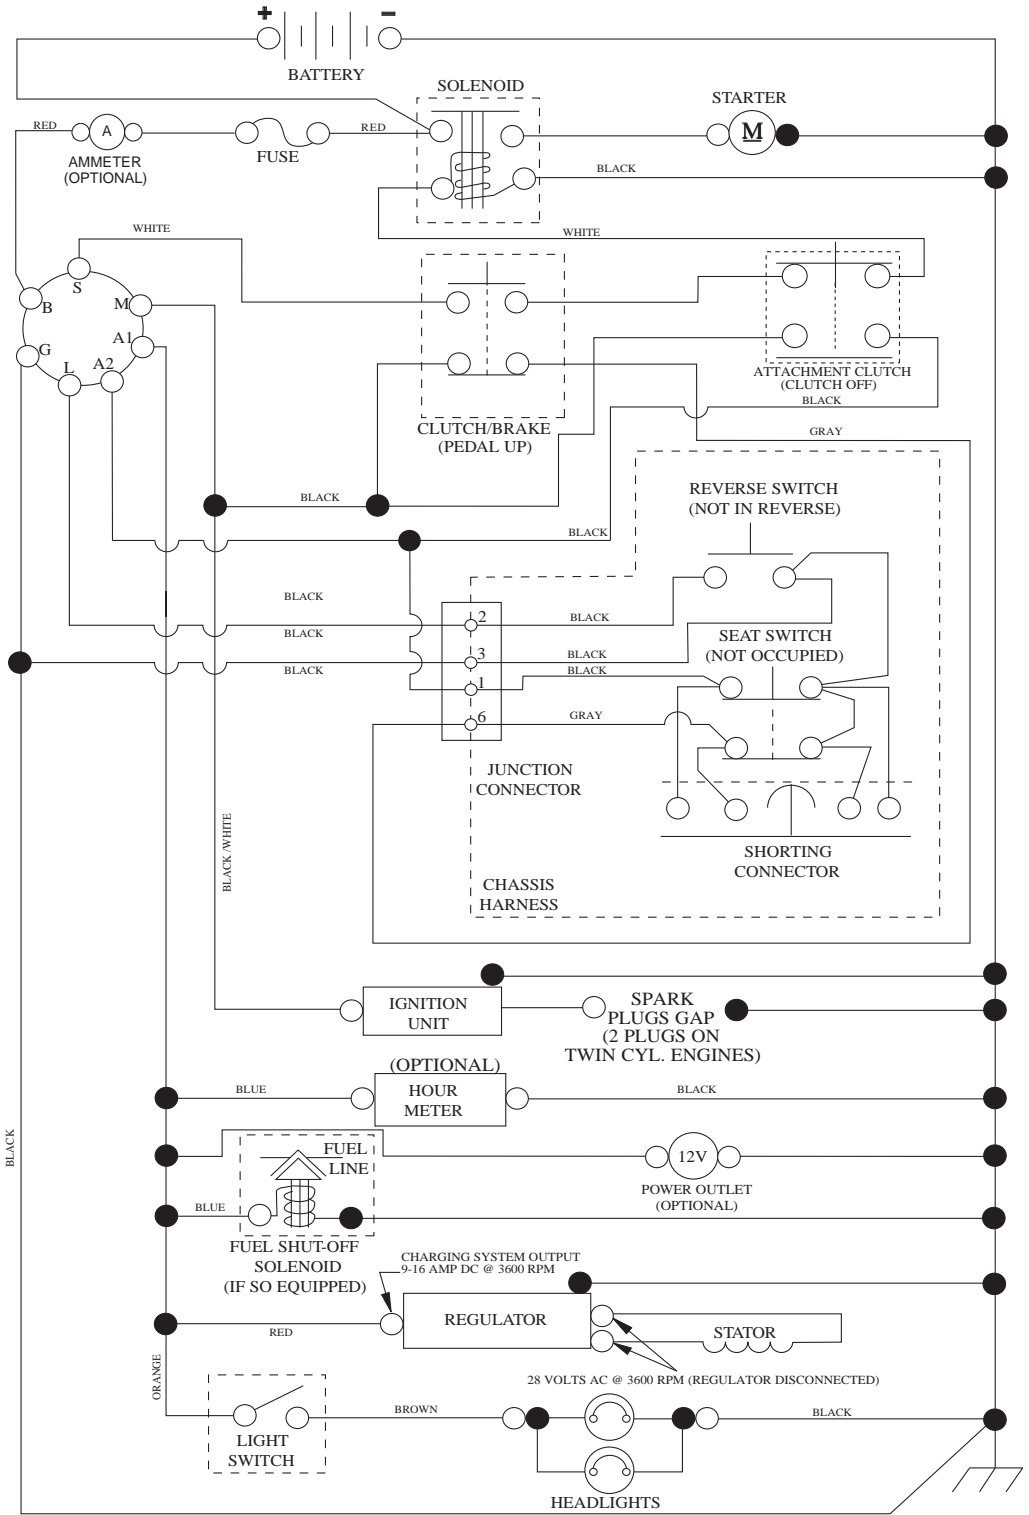 + −
BATTERY
SOLENOID
STARTER
RED
A
RED
M
AMMETER
(OPTIONAL)
FUSE
BLACK
WHITE
WHITE
S
B
M
G
A1
L
A2
ATTACHMENT CLUTCH
(CLUTCH OFF)
BLACK
CLUTCH/BRAKE
(PEDAL UP)
GRAY
REVERSE SWITCH
(NOT IN REVERSE)
BLACK
BLACK
BLACK
2
BLACK
BLACK
SEAT SWITCH
(NOT OCCUPIED)
3
BLACK
BLACK
BLACK
1
6
GRAY
JUNCTION
CONNECTOR
BLACK /WHITE
SHORTING
CONNECTOR
CHASSIS
HARNESS
IGNITION
UNIT
SPARK
PLUGS GAP
(2 PLUGS ON
TWIN CYL. ENGINES)
(OPTIONAL)
BLUE
HOUR
METER
BLACK
BLACK
FUEL
LINE
12V
POWER OUTLET
(OPTIONAL)
BLUE
FUEL SHUT-OFF
SOLENOID
(IF SO EQUIPPED)
CHARGING SYSTEM OUTPUT
9-16 AMP DC @ 3600 RPM
REGULATOR
STATOR
RED
28 VOLTS AC @ 3600 RPM (REGULATOR DISCONNECTED)
ORANGE
BROWN
BLACK
LIGHT
SWITCH
HEADLIGHTS